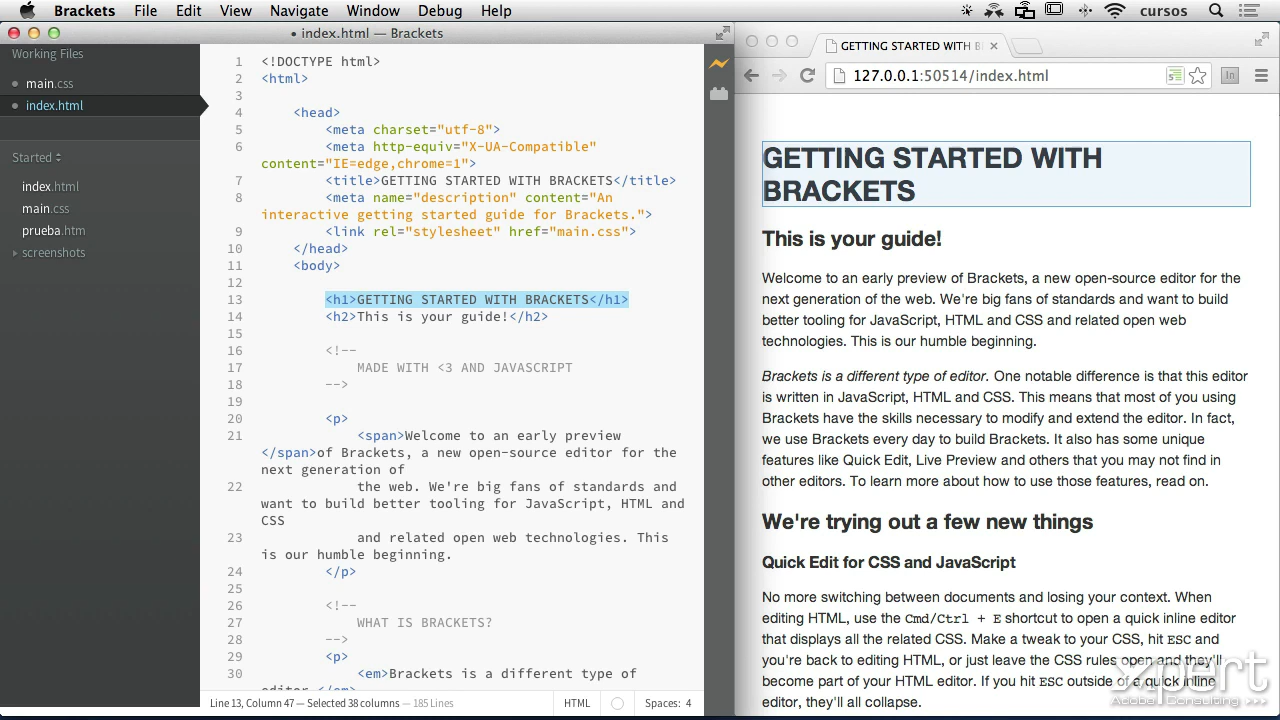 Brackets File Edit View Navigate Window Debug Help cursos
• index.html — Brackets
Working Files
main.css
index.html
Started
index.html
main.css
prueba.htm
screenshots
1 <!DOCTYPE html>
2 <html>
3
4 <head>
5 <meta charset="utf-8">
6 <meta http-equiv="X-UA-Compatible"
content="IE=edge,chrome=1">
7 <title>GETTING STARTED WITH BRACKETS</title>
8 <meta name="description" content="An
interactive getting started guide for Brackets.">
9 <link rel="stylesheet" href="main.css">
10 </head>
11 <body>
12
13 <h1>GETTING STARTED WITH BRACKETS</h1>
14 <h2>This is your guide!</h2>
15
16 <!--
17 MADE WITH <3 AND JAVASCRIPT
18 -->
19
20 <p>
21 <span>Welcome to an early preview
</span>of Brackets, a new open-source editor for the
next generation of
22 the web. We're big fans of standards and
want to build better tooling for JavaScript, HTML and
CSS
23 and related open web technologies. This
is our humble beginning.
24 </p>
25
26 <!--
27 WHAT IS BRACKETS?
28 -->
29 <p>
30 <em>Brackets is a different type of
editor.</em>
Line 13, Column 47 — Selected 38 columns — 185 Lines HTML Spaces: 4
GETTING STARTED WITH B
127.0.0.1:50514/index.html
GETTING STARTED WITH
BRACKETS
This is your guide!
Welcome to an early preview of Brackets, a new open-source editor for the
next generation of the web. We're big fans of standards and want to build
better tooling for JavaScript, HTML and CSS and related open web
technologies. This is our humble beginning.
Brackets is a different type of editor. One notable difference is that this editor
is written in JavaScript, HTML and CSS. This means that most of you using
Brackets have the skills necessary to modify and extend the editor. In fact,
we use Brackets every day to build Brackets. It also has some unique
features like Quick Edit, Live Preview and others that you may not find in
other editors. To learn more about how to use those features, read on.
We're trying out a few new things
Quick Edit for CSS and JavaScript
No more switching between documents and losing your context. When
editing HTML, use the Cmd/Ctrl + E shortcut to open a quick inline editor
that displays all the related CSS. Make a tweak to your CSS, hit ESC and
you're back to editing HTML, or just leave the CSS rules open and they'll
become part of your HTML editor. If you hit ESC outside of a quick inline
editor, they'll all collapse.
xpert
Adobe Consulting >>>